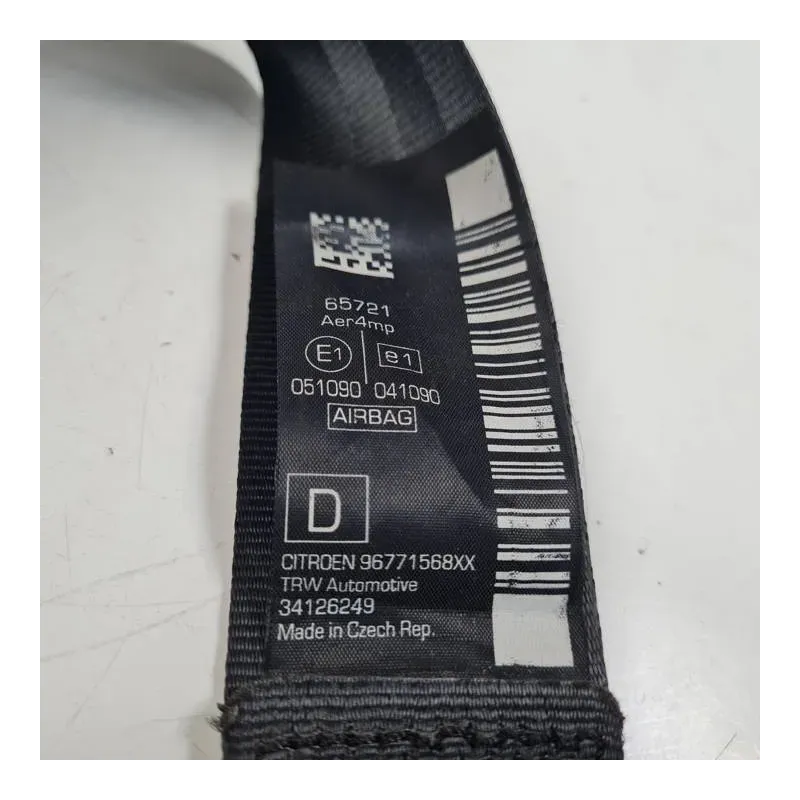 65721
Aer4mp
E1 e1
051090 041090
AIRBAG
D
CITROEN 96771568XX
TRW Automotive
34126249
Made in Czech Rep.